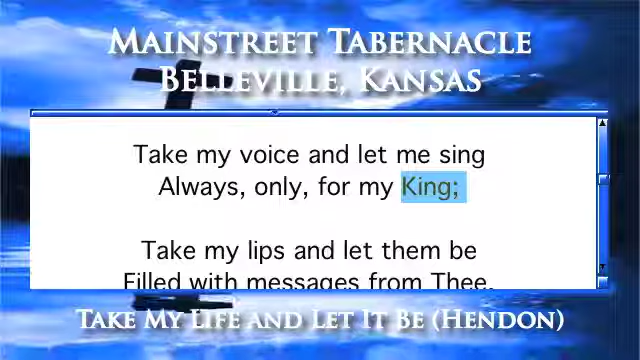 Mainstreet Tabernacle
Belleville, Kansas
Take my voice and let me sing
Always, only, for my King;
Take my lips and let them be
Filled with messages from Thee.
Take My Life and Let It Be (Hendon)